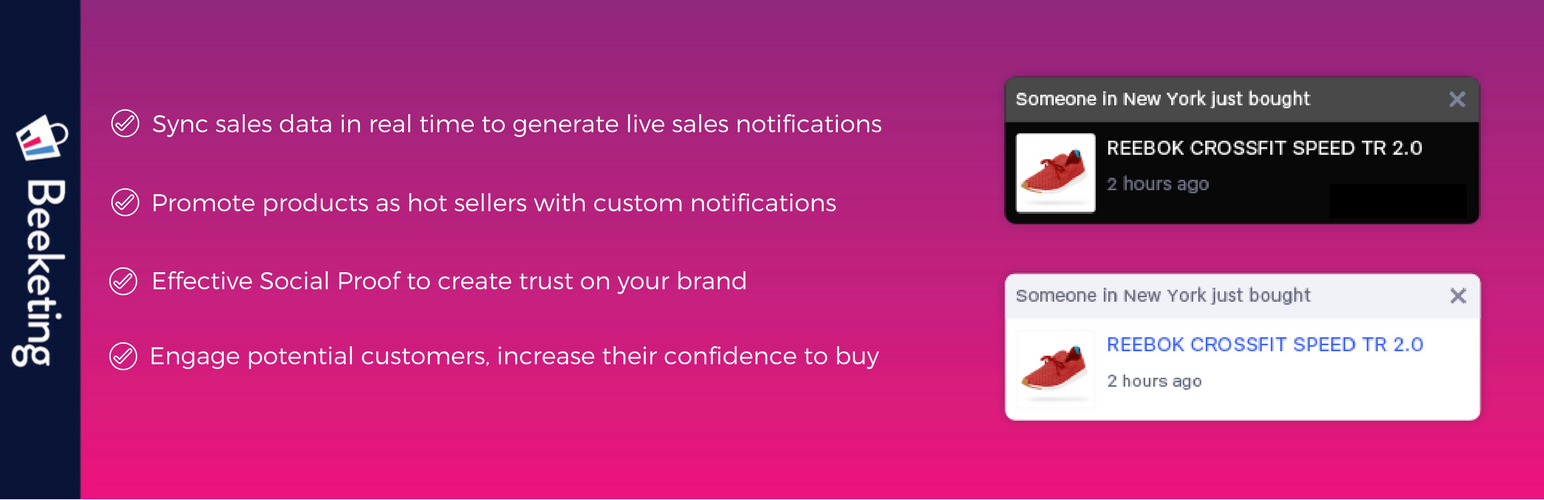 Beeketing
Sync sales data in real time to generate live sales notifications
Promote products as hot sellers with custom notifications
Effective Social Proof to create trust on your brand
Engage potential customers, increase their confidence to buy
Someone in New York just bought
REEBOK CROSSFIT SPEED TR 2.0
2 hours ago
Someone in New York just bought
REEBOK CROSSFIT SPEED TR 2.0
2 hours ago